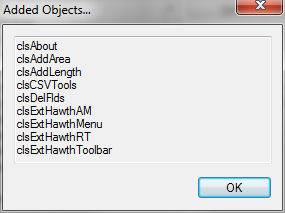 Added Objects...
clsAbout
clsAddArea
clsAddLength
clsCSVTools
clsDelFlds
clsExtHawthAM
clsExtHawthMenu
clsExtHawthRT
clsExtHawthToolbar
OK